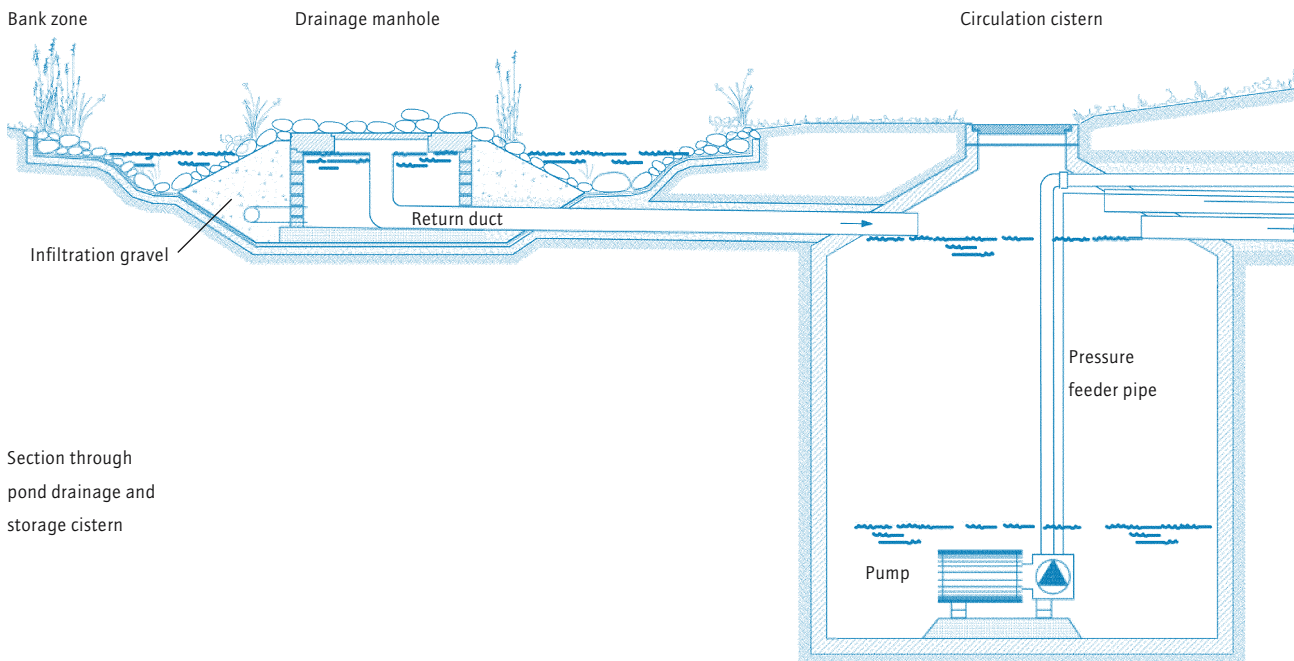 Bank zone
Drainage manhole
Circulation cistern
Return duct
Infiltration gravel
Pressure
feeder pipe
Section through
pond drainage and
storage cistern
Pump